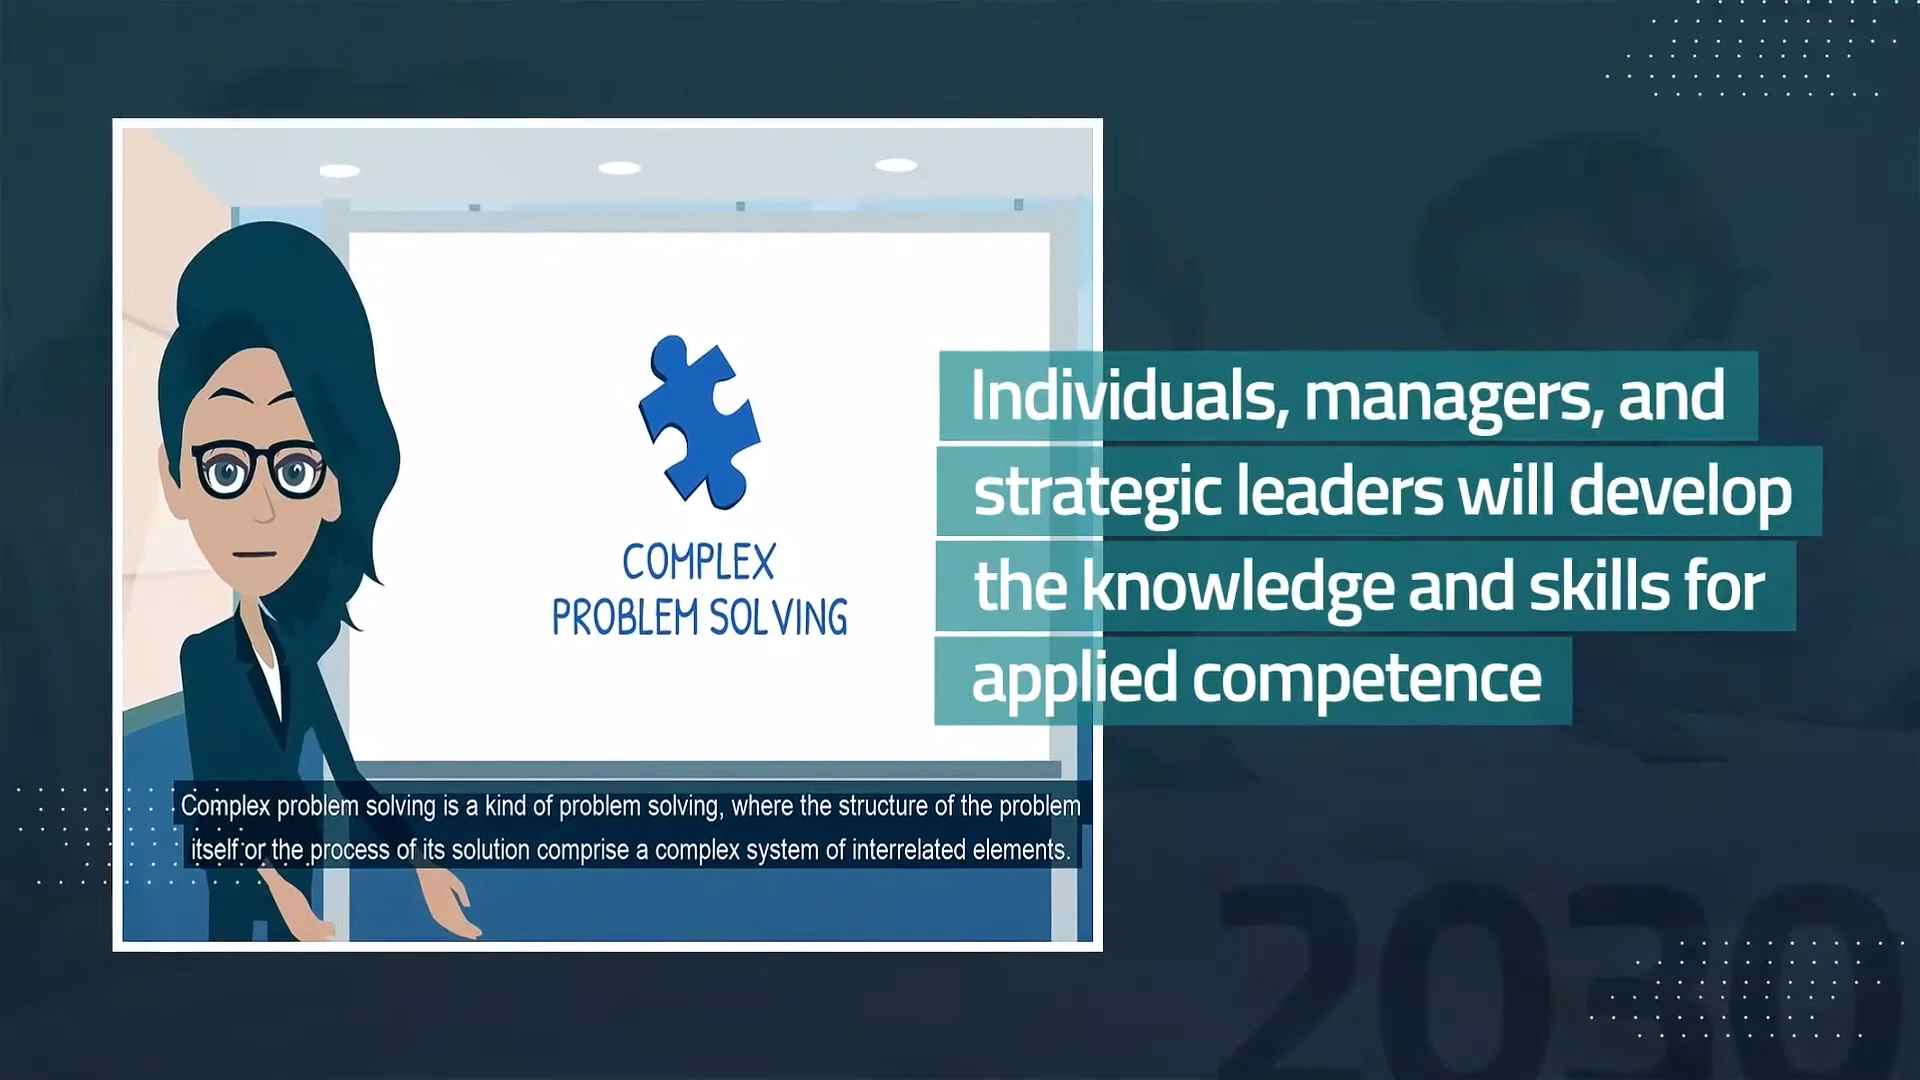 COMPLEX
PROBLEM SOLVING
Complex problem solving is a kind of problem solving, where the structure of the problem
itself or the process of its solution comprise a complex system of interrelated elements.
Individuals, managers, and
strategic leaders will develop
the knowledge and skills for
applied competence
2030